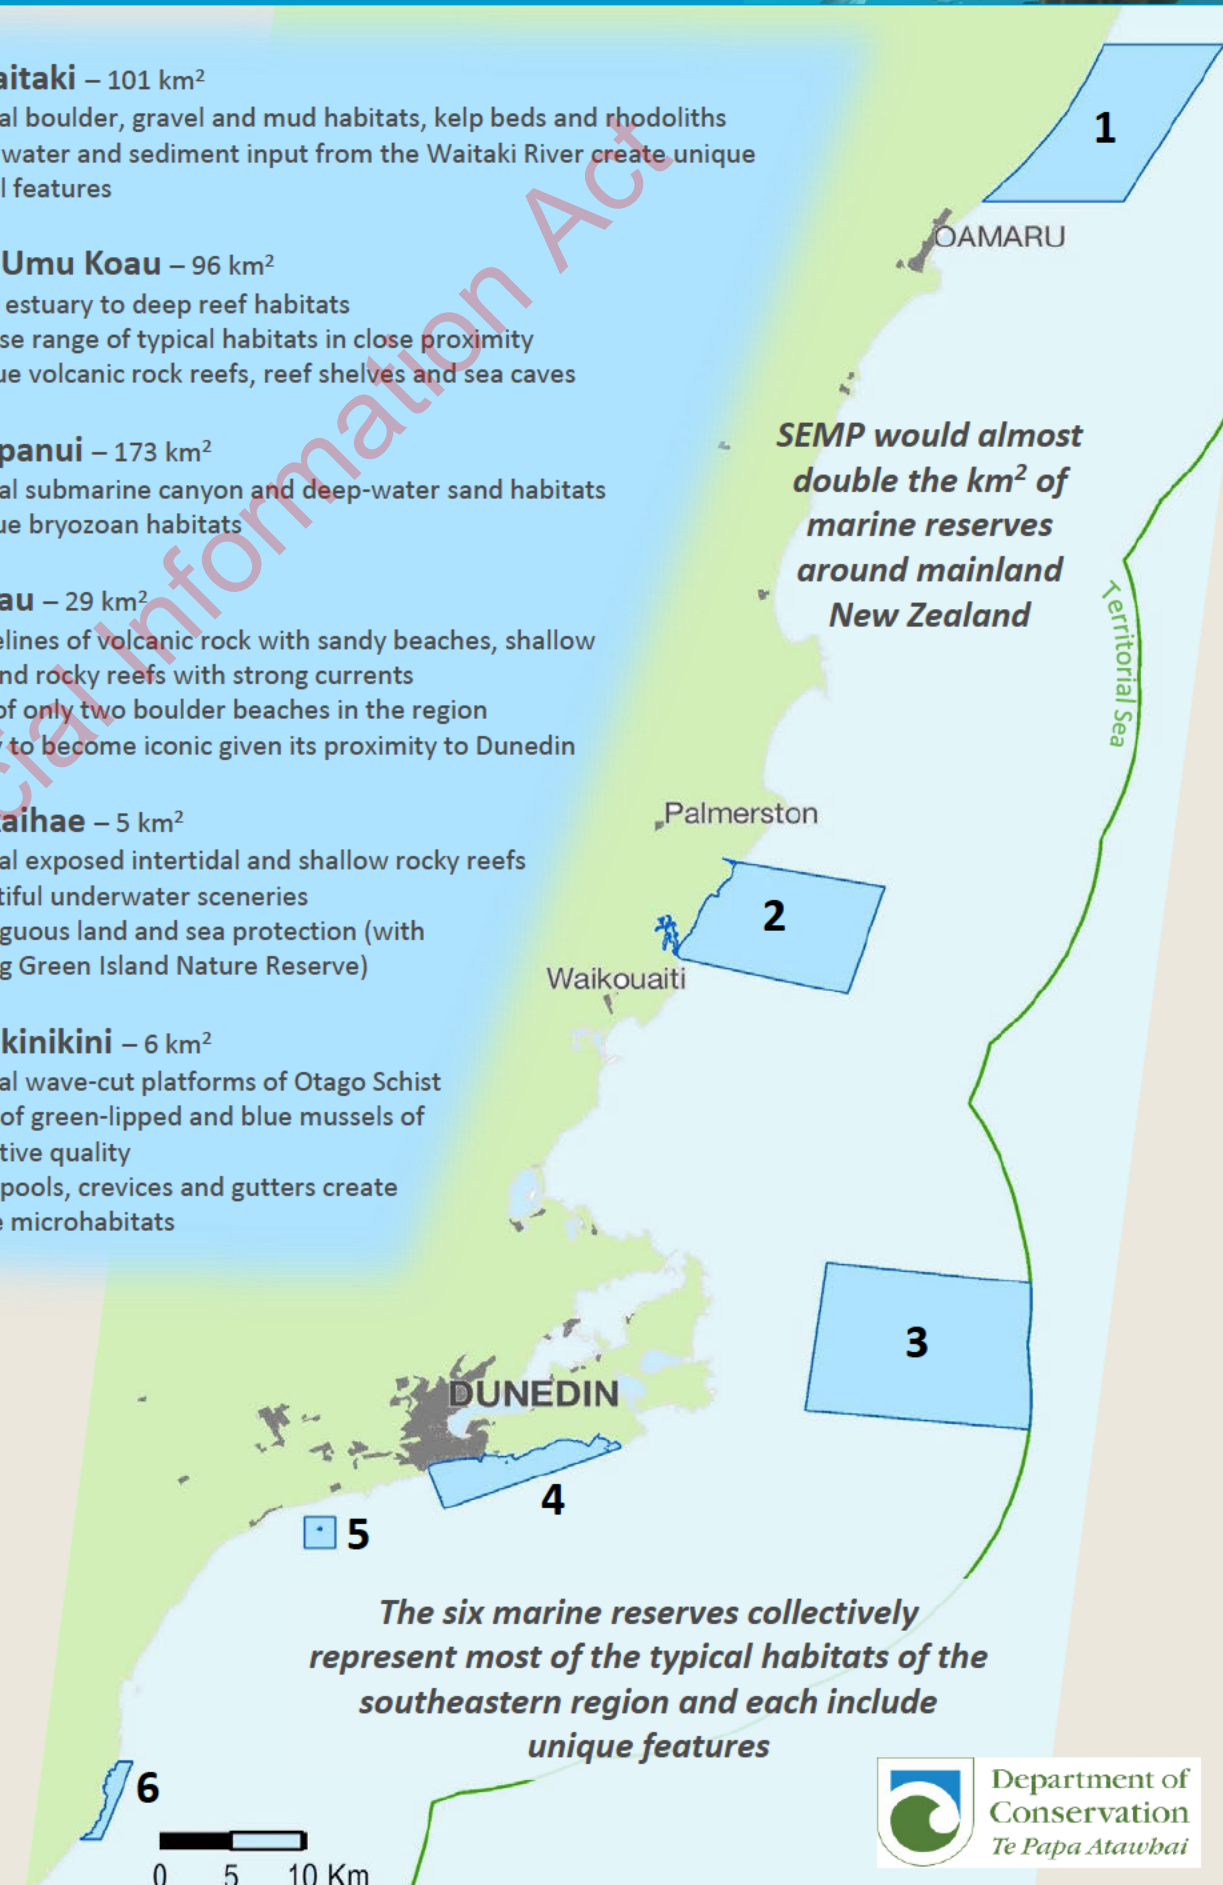 aitaki – 101 km²
al boulder, gravel and mud habitats, kelp beds and rhodoliths
water and sediment input from the Waitaki River create unique
l features
Umu Koau – 96 km²
estuary to deep reef habitats
se range of typical habitats in close proximity
ue volcanic rock reefs, reef shelves and sea caves
panui – 173 km²
al submarine canyon and deep-water sand habitats
ue bryozoan habitats
au – 29 km²
elines of volcanic rock with sandy beaches, shallow
nd rocky reefs with strong currents
of only two boulder beaches in the region
y to become iconic given its proximity to Dunedin
aihae – 5 km²
al exposed intertidal and shallow rocky reefs
tiful underwater sceneries
guous land and sea protection (with
g Green Island Nature Reserve)
kinikini – 6 km²
al wave-cut platforms of Otago Schist
of green-lipped and blue mussels of
tive quality
pools, crevices and gutters create
e microhabitats
cial Information Act
1
OAMARU
SEMP would almost
double the km² of
marine reserves
around mainland
New Zealand
Territorial Sea
Palmerston
2
Waikouaiti
3
DUNEDIN
4
5
The six marine reserves collectively
represent most of the typical habitats of the
southeastern region and each include
unique features
6
0 5 10 Km
Department of
Conservation
Te Papa Atawhai